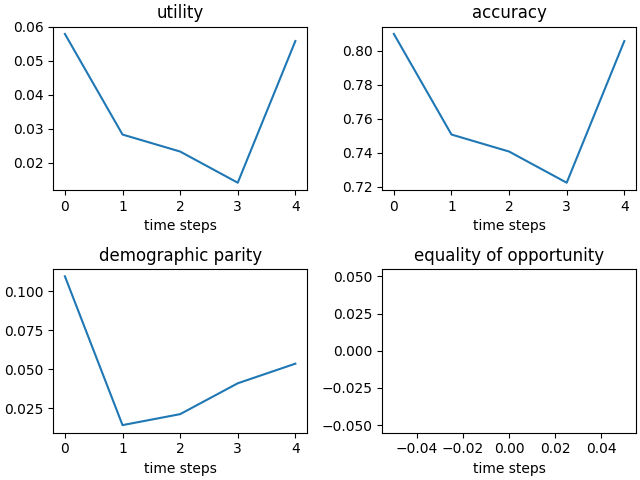 utility
0.06
0.05
0.04
0.03
0.02
0 1 2 3 4
time steps
accuracy
0.80
0.78
0.76
0.74
0.72
0 1 2 3 4
time steps
demographic parity
0.100
0.075
0.050
0.025
0 1 2 3 4
time steps
equality of opportunity
0.050
0.025
0.000
−0.025
−0.050
−0.04 −0.02 0.00 0.02 0.04
time steps